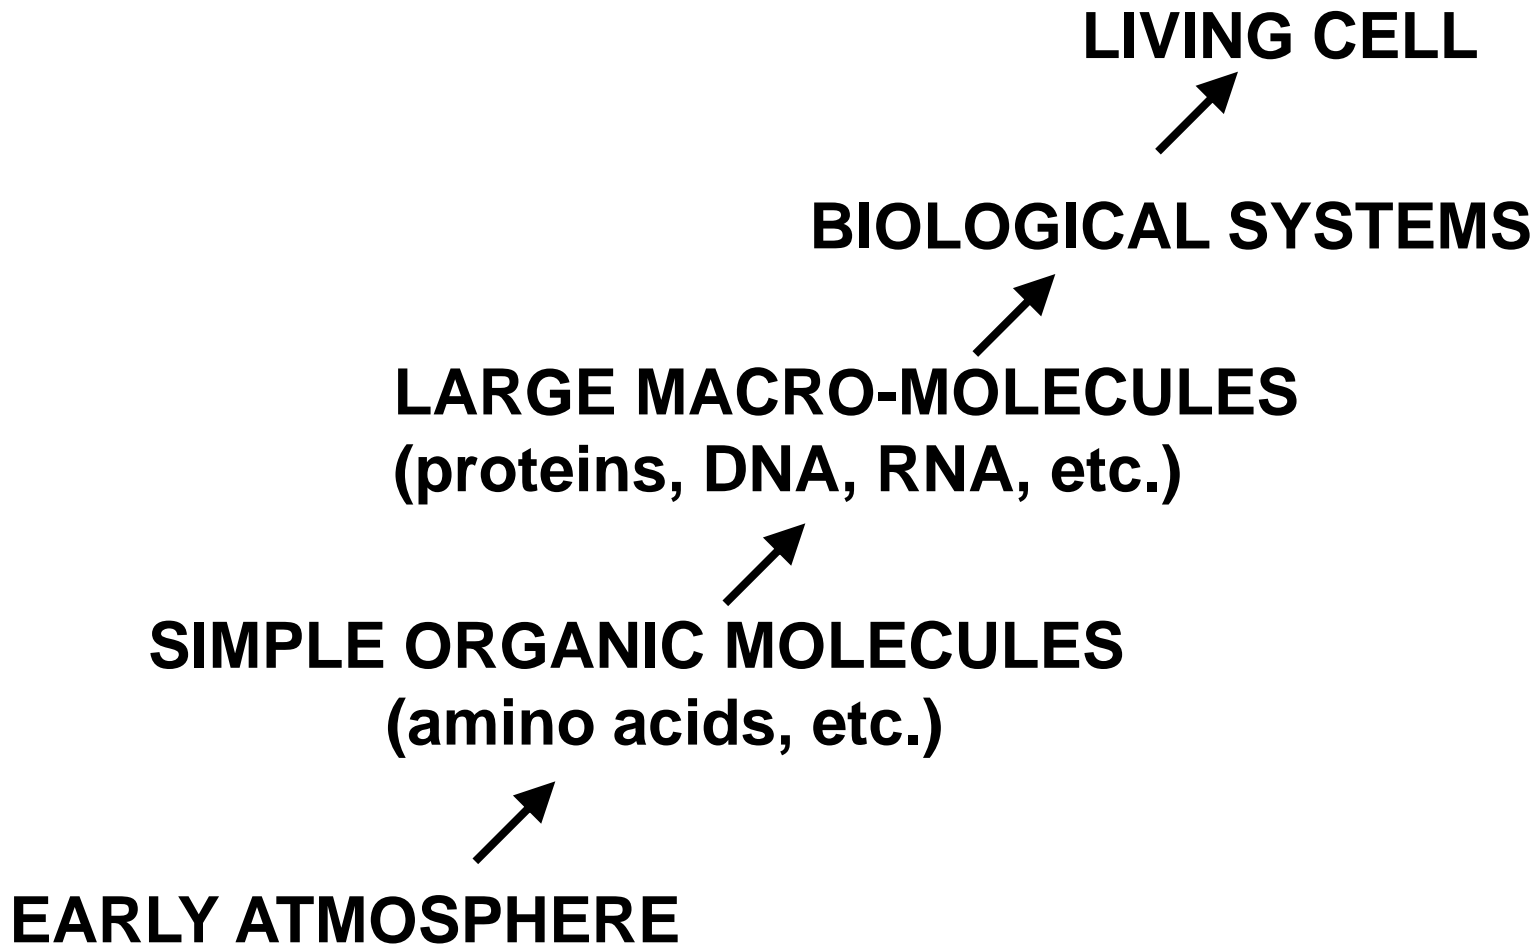 LIVING CELL
BIOLOGICAL SYSTEMS
LARGE MACRO-MOLECULES
(proteins, DNA, RNA, etc.)
SIMPLE ORGANIC MOLECULES
(amino acids, etc.)
EARLY ATMOSPHERE